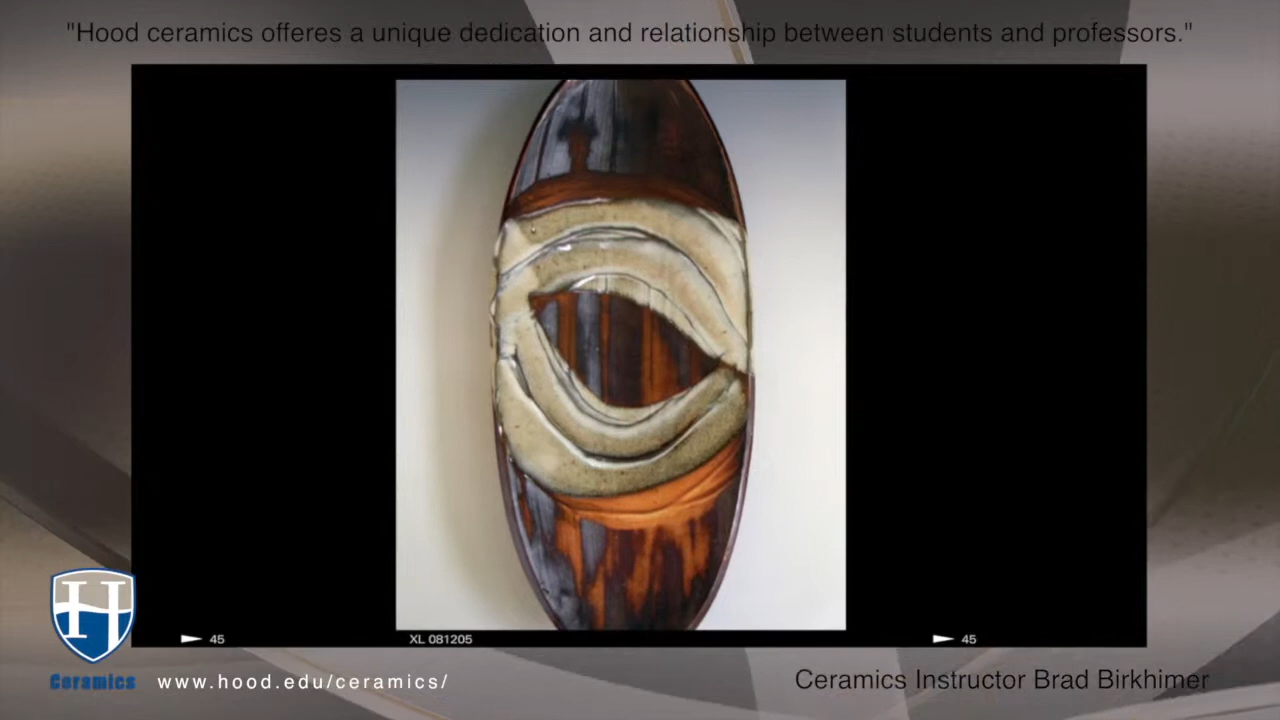 "Hood ceramics offeres a unique dedication and relationship between students and professors."
45
XL 081205
45
H
Ceramics
www.hood.edu/ceramics/
Ceramics Instructor Brad Birkhimer